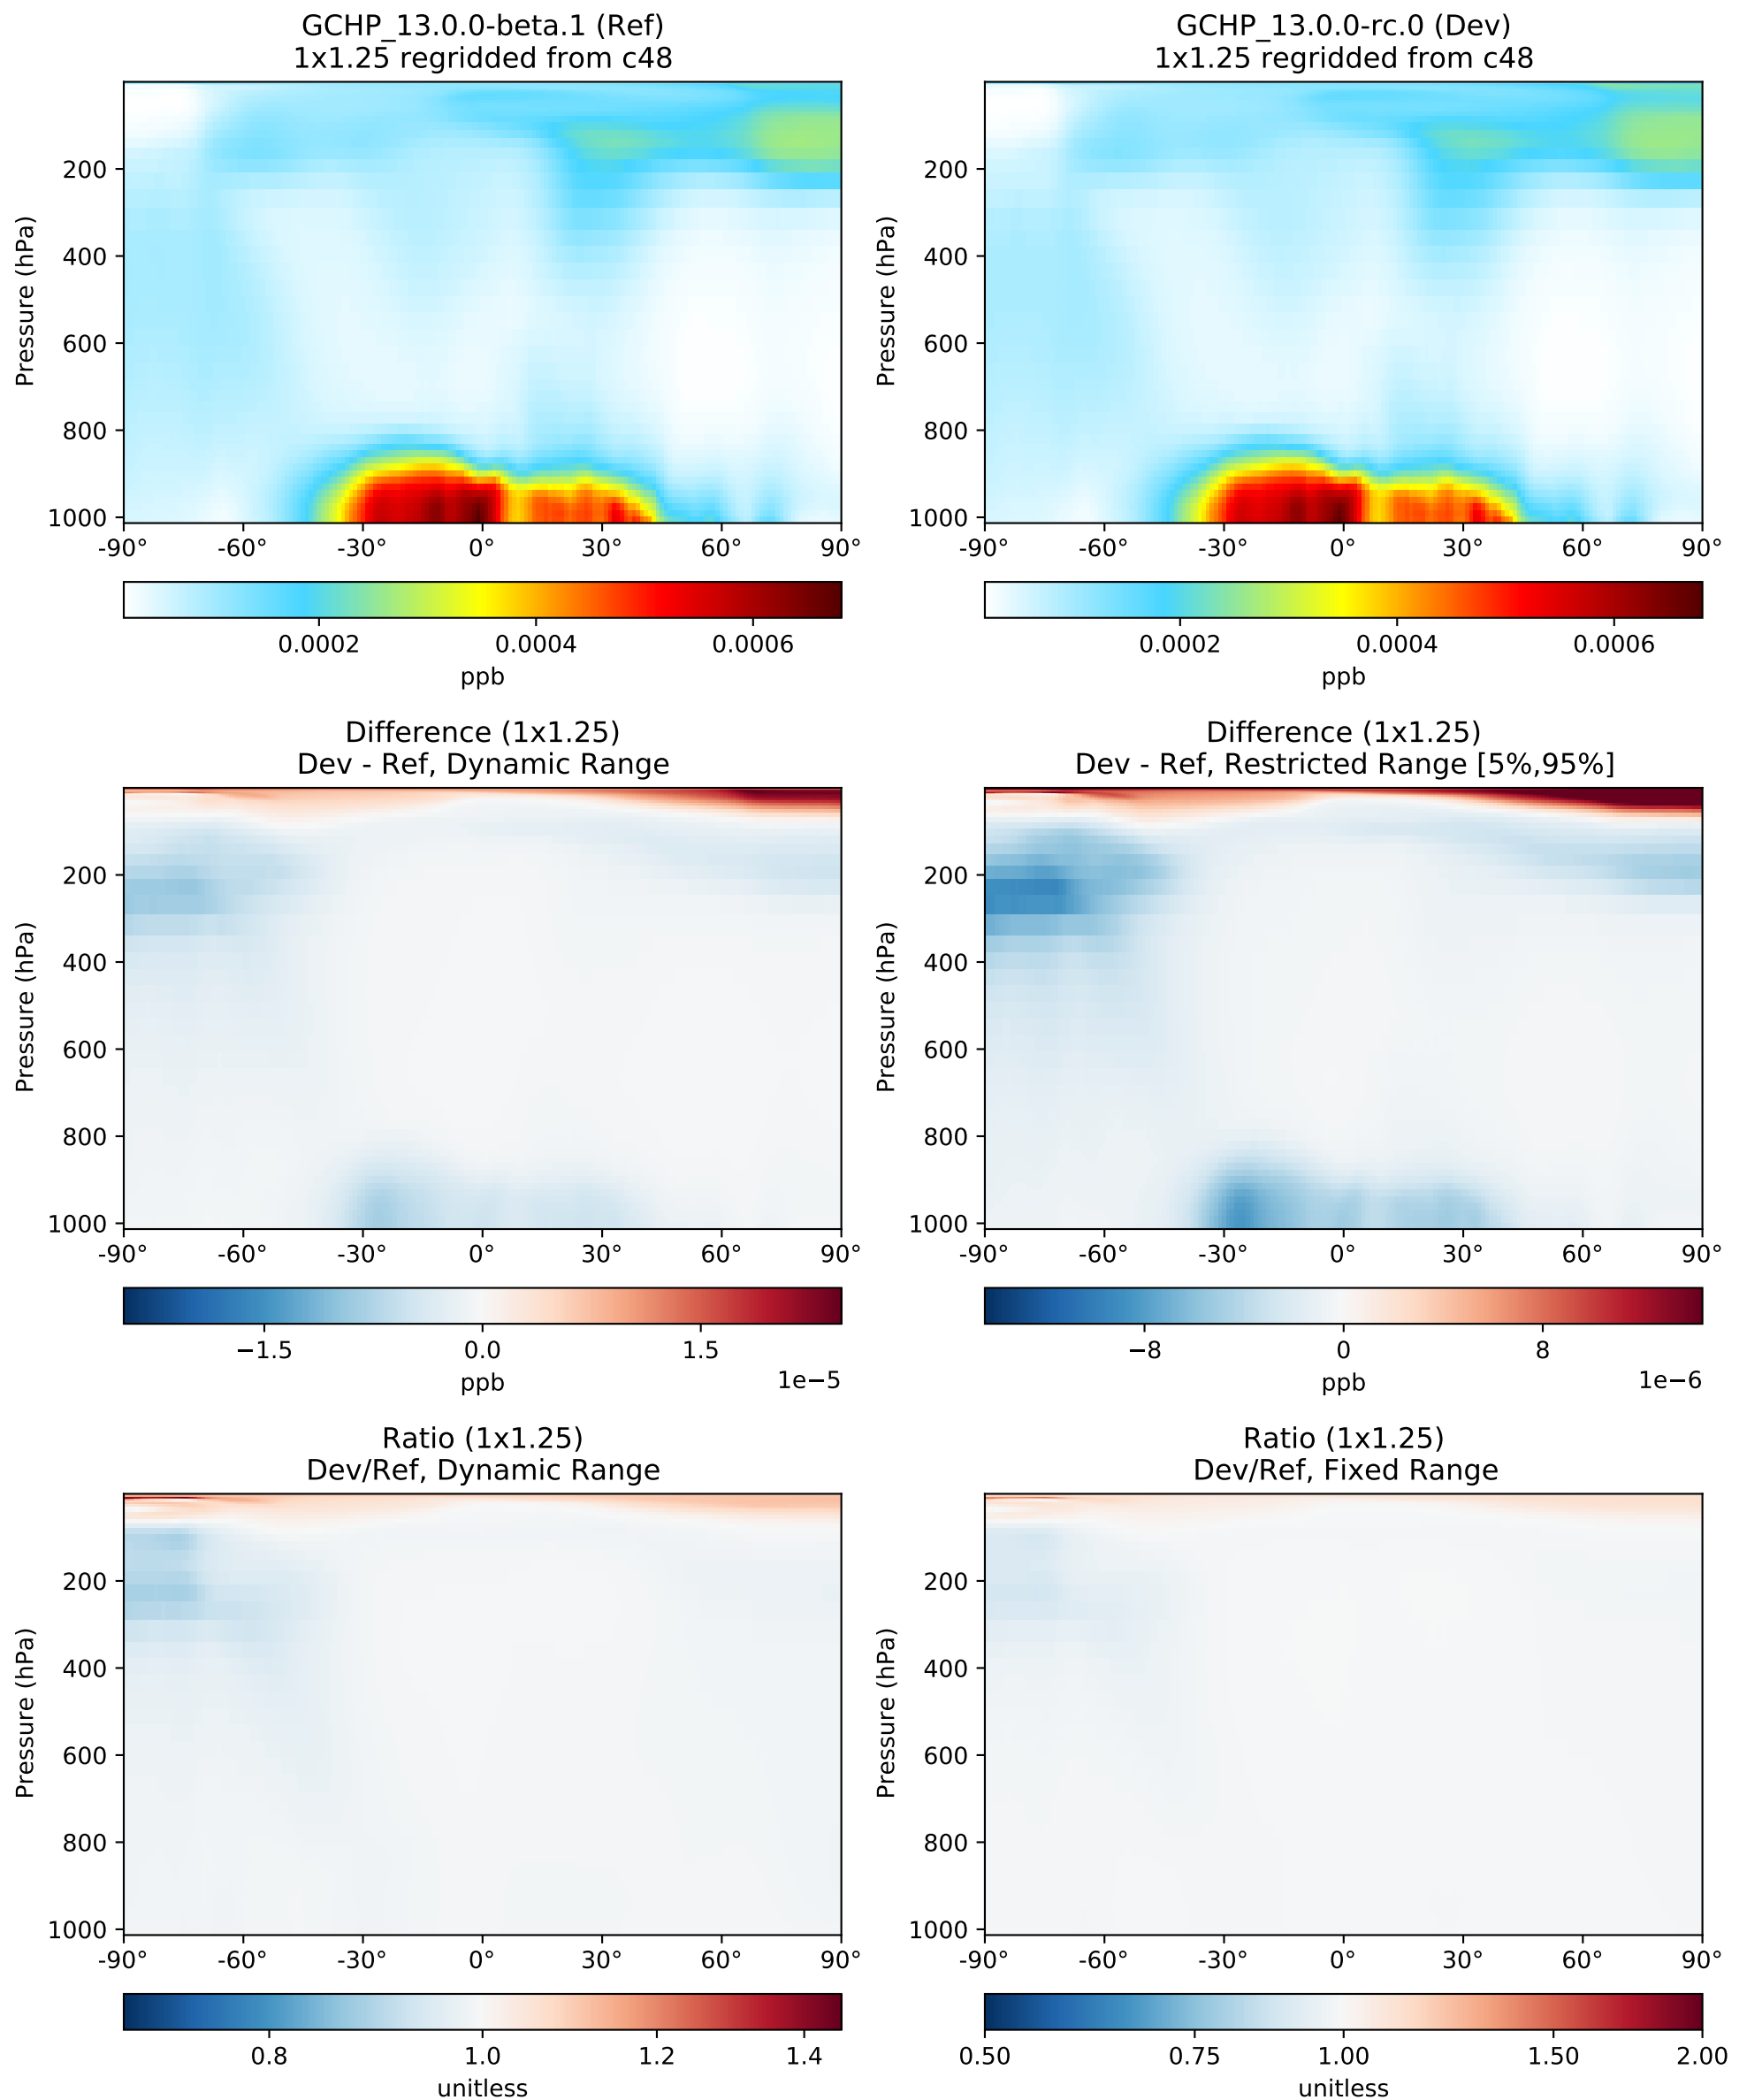 GCHP_13.0.0-beta.1 (Ref)
1x1.25 regridded from c48
Pressure (hPa)
200
400
600
800
1000
-90° -60° -30° 0° 30° 60° 90°
0.0002 0.0004 0.0006
ppb
GCHP_13.0.0-rc.0 (Dev)
1x1.25 regridded from c48
Pressure (hPa)
200
400
600
800
1000
-90° -60° -30° 0° 30° 60° 90°
0.0002 0.0004 0.0006
ppb
Difference (1x1.25)
Dev - Ref, Dynamic Range
Pressure (hPa)
200
400
600
800
1000
-90° -60° -30° 0° 30° 60° 90°
−1.5 0.0 1.5
1e−5
ppb
Difference (1x1.25)
Dev - Ref, Restricted Range [5%,95%]
Pressure (hPa)
200
400
600
800
1000
-90° -60° -30° 0° 30° 60° 90°
−8 0 8
1e−6
ppb
Ratio (1x1.25)
Dev/Ref, Dynamic Range
Pressure (hPa)
200
400
600
800
1000
-90° -60° -30° 0° 30° 60° 90°
0.8 1.0 1.2 1.4
unitless
Ratio (1x1.25)
Dev/Ref, Fixed Range
Pressure (hPa)
200
400
600
800
1000
-90° -60° -30° 0° 30° 60° 90°
0.50 0.75 1.00 1.50 2.00
unitless